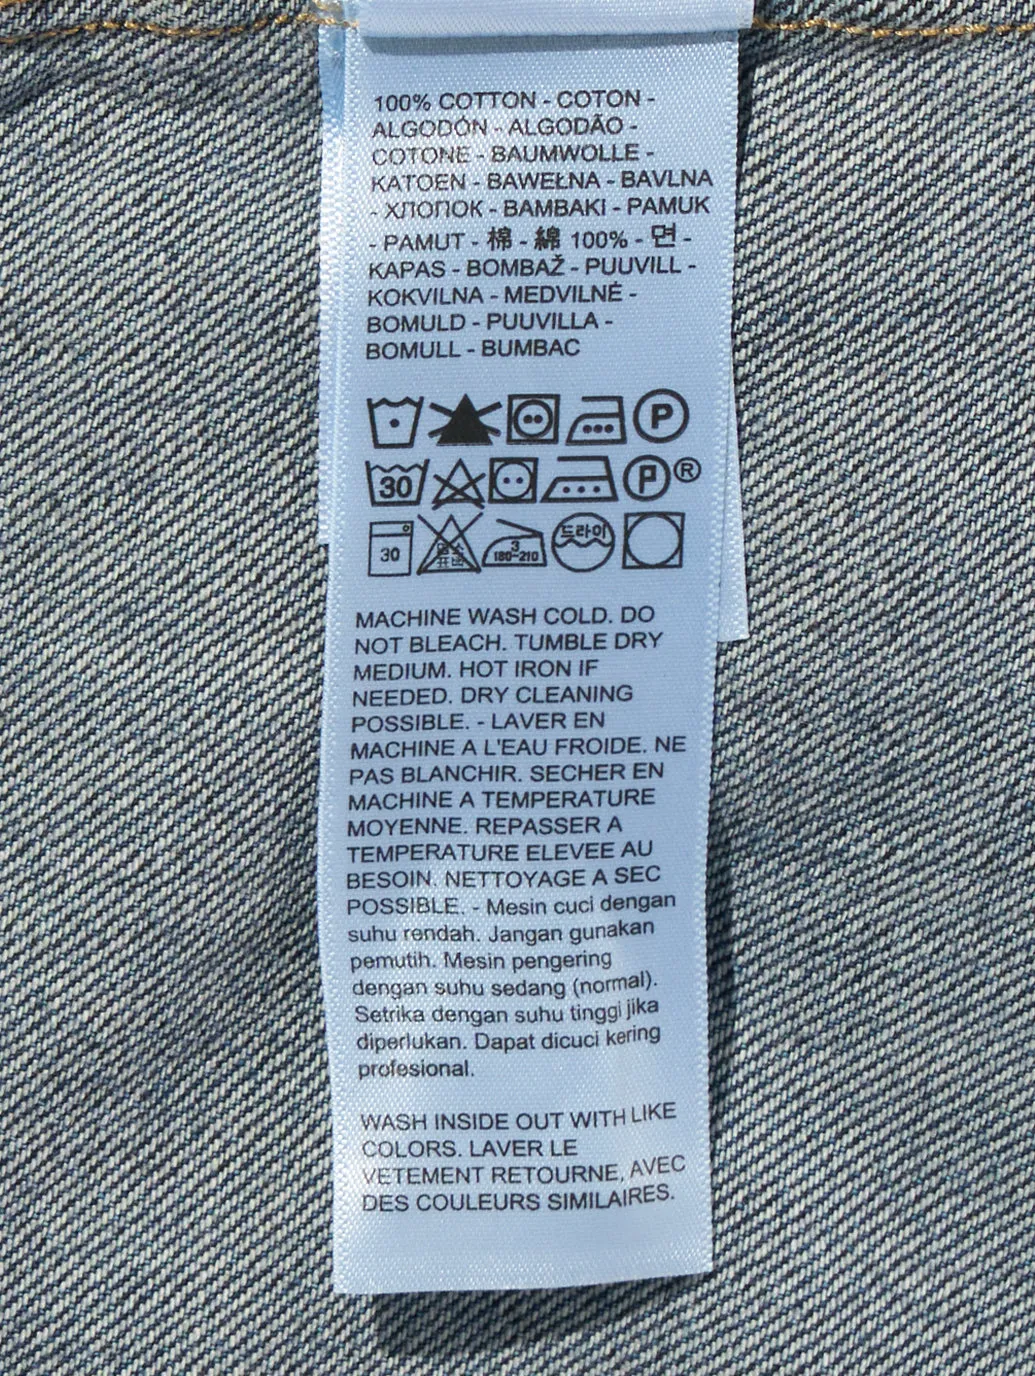 100% COTTON - COTON -
ALGODÓN - ALGODÃO -
COTONE - BAUMWOLLE -
KATOEN - BAWEŁNA - BAVLNA
- ХЛОПОК - BAMBAKI - PAMUK
- PAMUT - 棉 - 綿 100% - 면 -
KAPAS - BOMBAŽ - PUUVILL -
KOKVILNA - MEDVILNĖ -
BOMULD - PUUVILLA -
BOMULL - BUMBAC
P
30 P ®
30 3 180~210 드라이
MACHINE WASH COLD. DO
NOT BLEACH. TUMBLE DRY
MEDIUM. HOT IRON IF
NEEDED. DRY CLEANING
POSSIBLE. - LAVER EN
MACHINE A L'EAU FROIDE. NE
PAS BLANCHIR. SECHER EN
MACHINE A TEMPERATURE
MOYENNE. REPASSER A
TEMPERATURE ELEVEE AU
BESOIN. NETTOYAGE A SEC
POSSIBLE. - Mesin cuci dengan
suhu rendah. Jangan gunakan
pemutih. Mesin pengering
dengan suhu sedang (normal).
Setrika dengan suhu tinggi jika
diperlukan. Dapat dicuci kering
profesional.
WASH INSIDE OUT WITH LIKE
COLORS. LAVER LE
VETEMENT RETOURNE, AVEC
DES COULEURS SIMILAIRES.